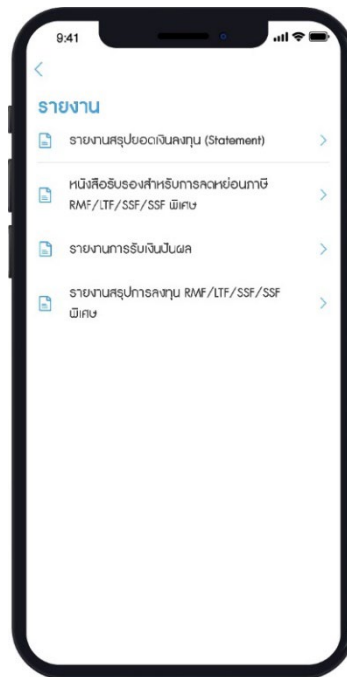 9:41
รายงาน
รายงานสรุปยอดเงินลงทุน (Statement)
หนังสือรับรองสำหรับการลดหย่อนภาษี
RMF/LTF/SSF/SSF พิเศษ
รายงานการรับเงินปันผล
รายงานสรุปการลงทุน RMF/LTF/SSF/SSF
พิเศษ